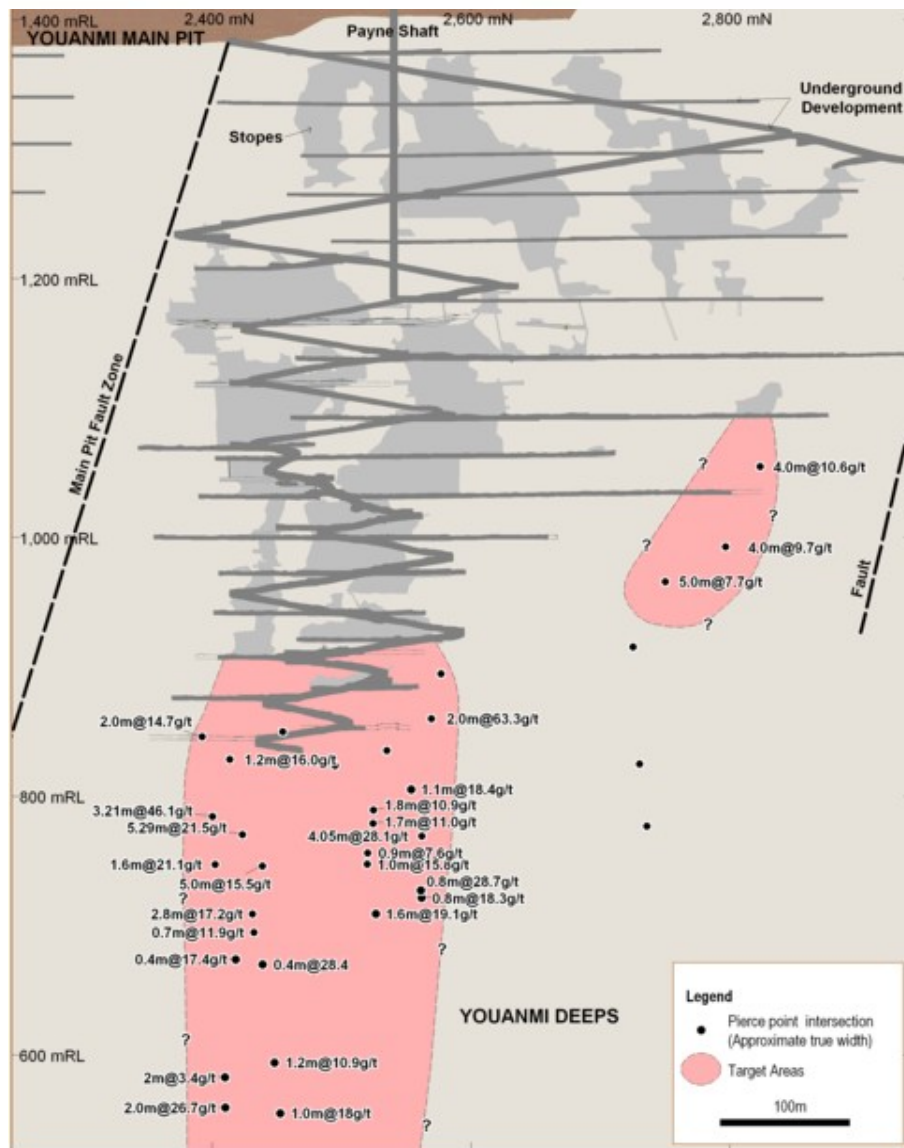 1,400 mRL
2,400 mN
2,600 mN
2,800 mN
YOUANMI MAIN PIT
Payne Shaft
Underground
Development
Stopes
1,200 mRL
Main Pit Fault Zone
?
4.0m@10.6g/t
?
1,000 mRL
?
4.0m@9.7g/t
5.0m@7.7g/t
Fault
?
2.0m@14.7g/t
2.0m@63.3g/t
1.2m@16.0g/t
800 mRL
1.1m@18.4g/t
3.21m@46.1g/t
1.8m@10.9g/t
5.29m@21.5g/t
1.7m@11.0g/t
4.05m@28.1g/t
0.9m@7.6g/t
1.6m@21.1g/t
1.0m@15.8g/t
5.0m@15.5g/t
0.8m@28.7g/t
?
0.8m@18.3g/t
2.8m@17.2g/t
1.6m@19.1g/t
0.7m@11.9g/t
?
0.4m@17.4g/t
0.4m@28.4
YOUANMI DEEPS
?
600 mRL
1.2m@10.9g/t
2m@3.4g/t
2.0m@26.7g/t
1.0m@18g/t
?
Legend
Pierce point intersection
(Approximate true width)
Target Areas
100m